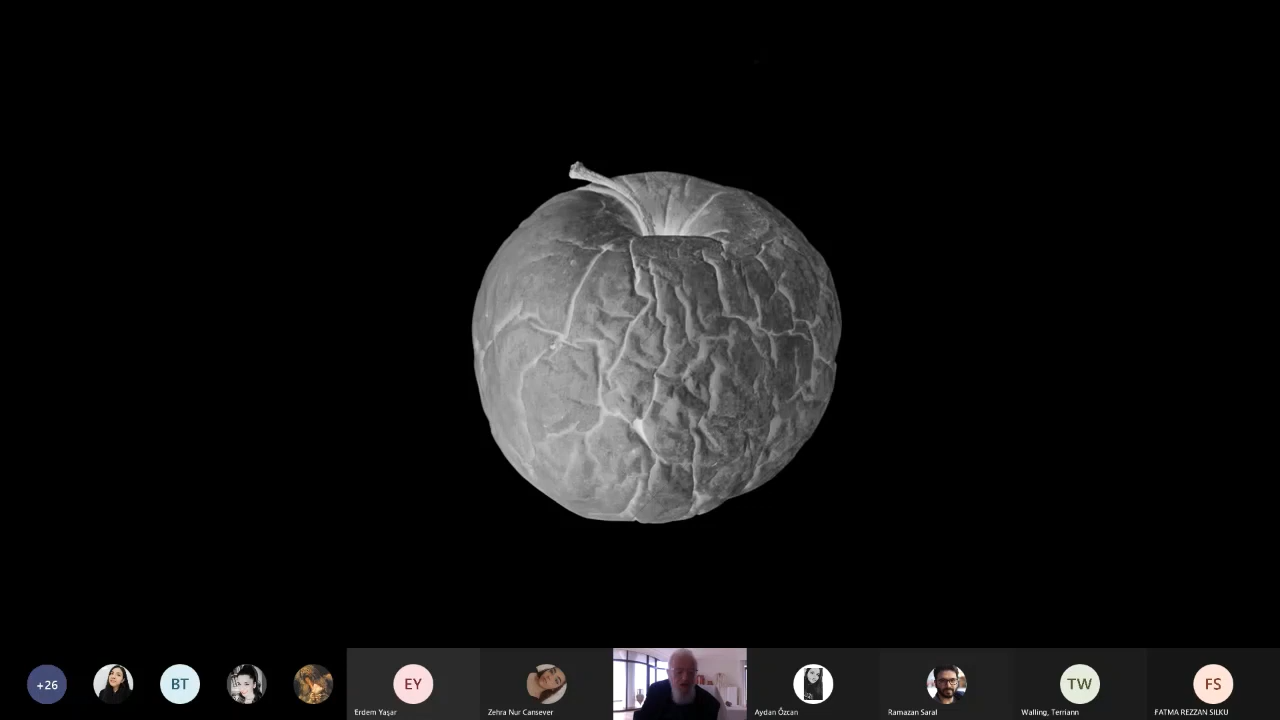 +26
BT
EY
Erdem Yaşar
Zehra Nur Cansever
Aydan Özcan
Ramazan Saral
TW
Walling, Terriann
FS
FATMA REZZAN SILKU